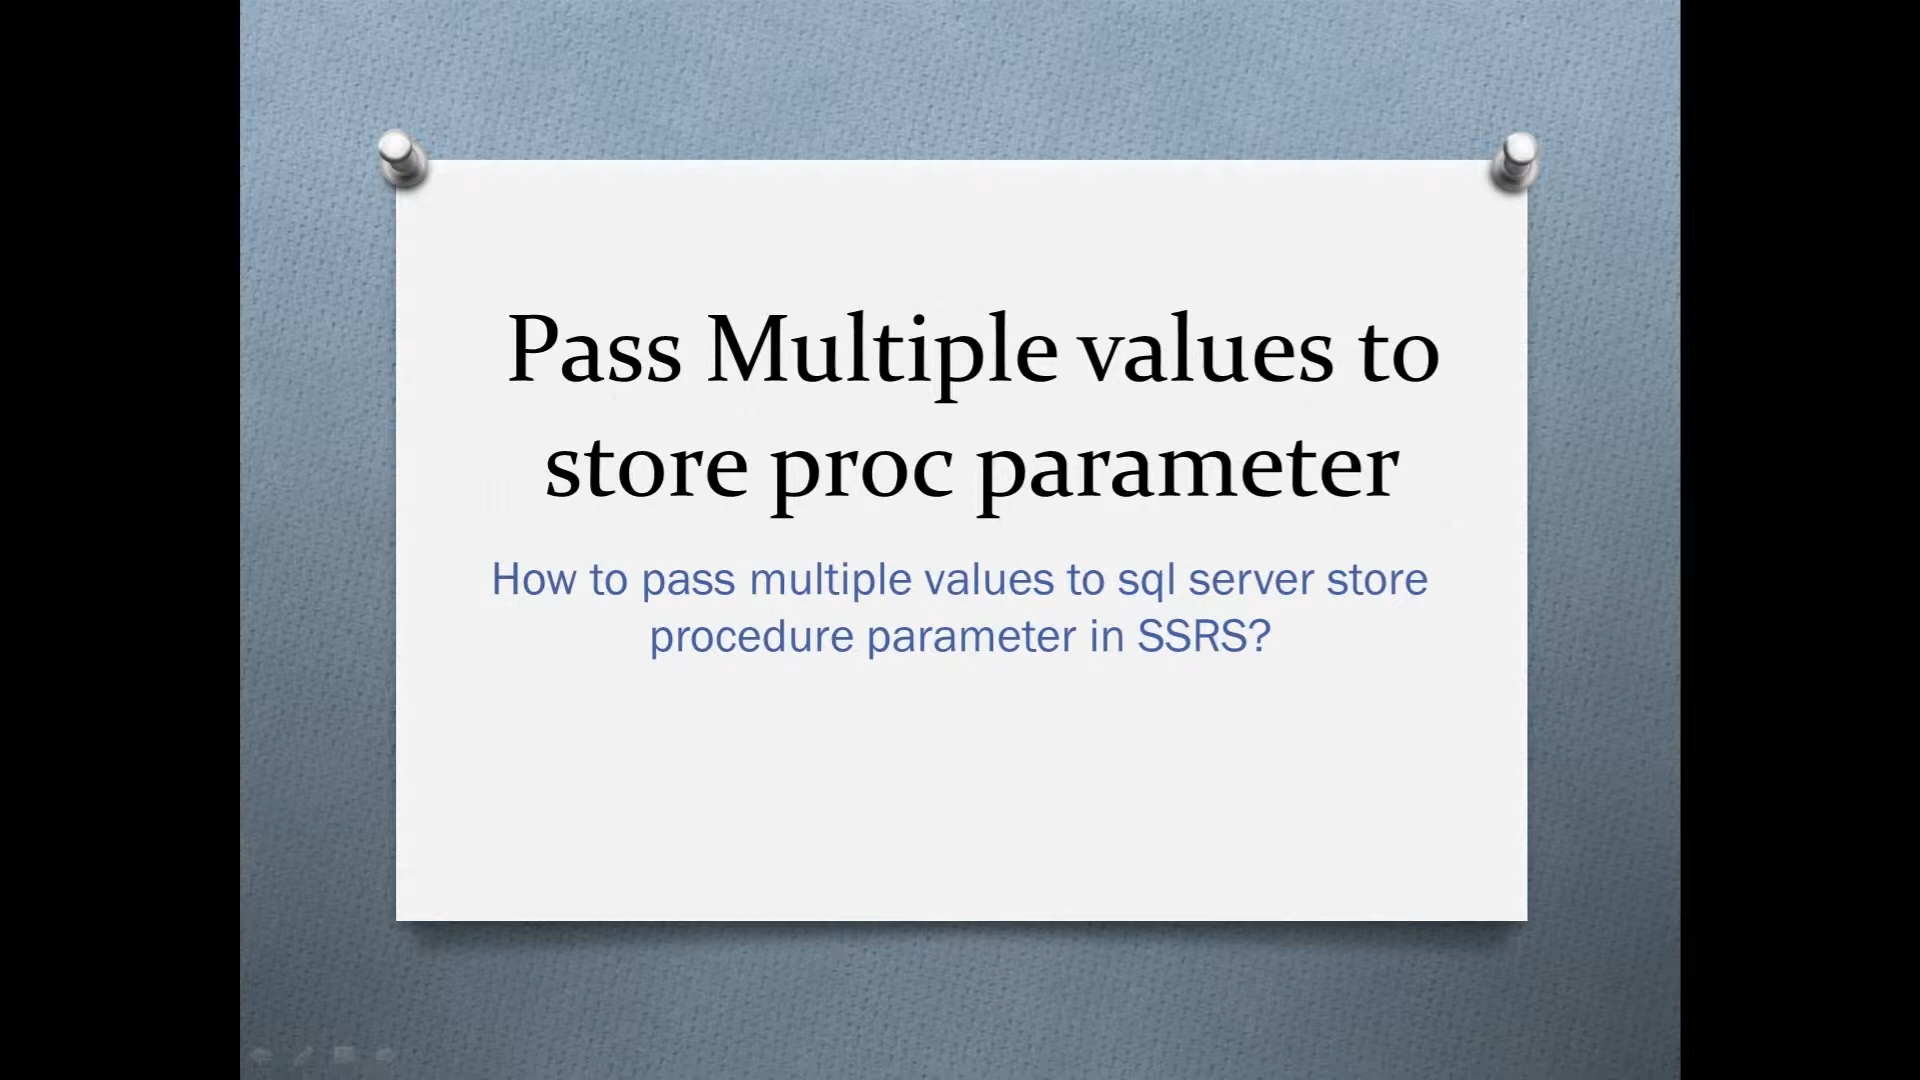 Pass Multiple values to
store proc parameter
How to pass multiple values to sql server store
procedure parameter in SSRS?